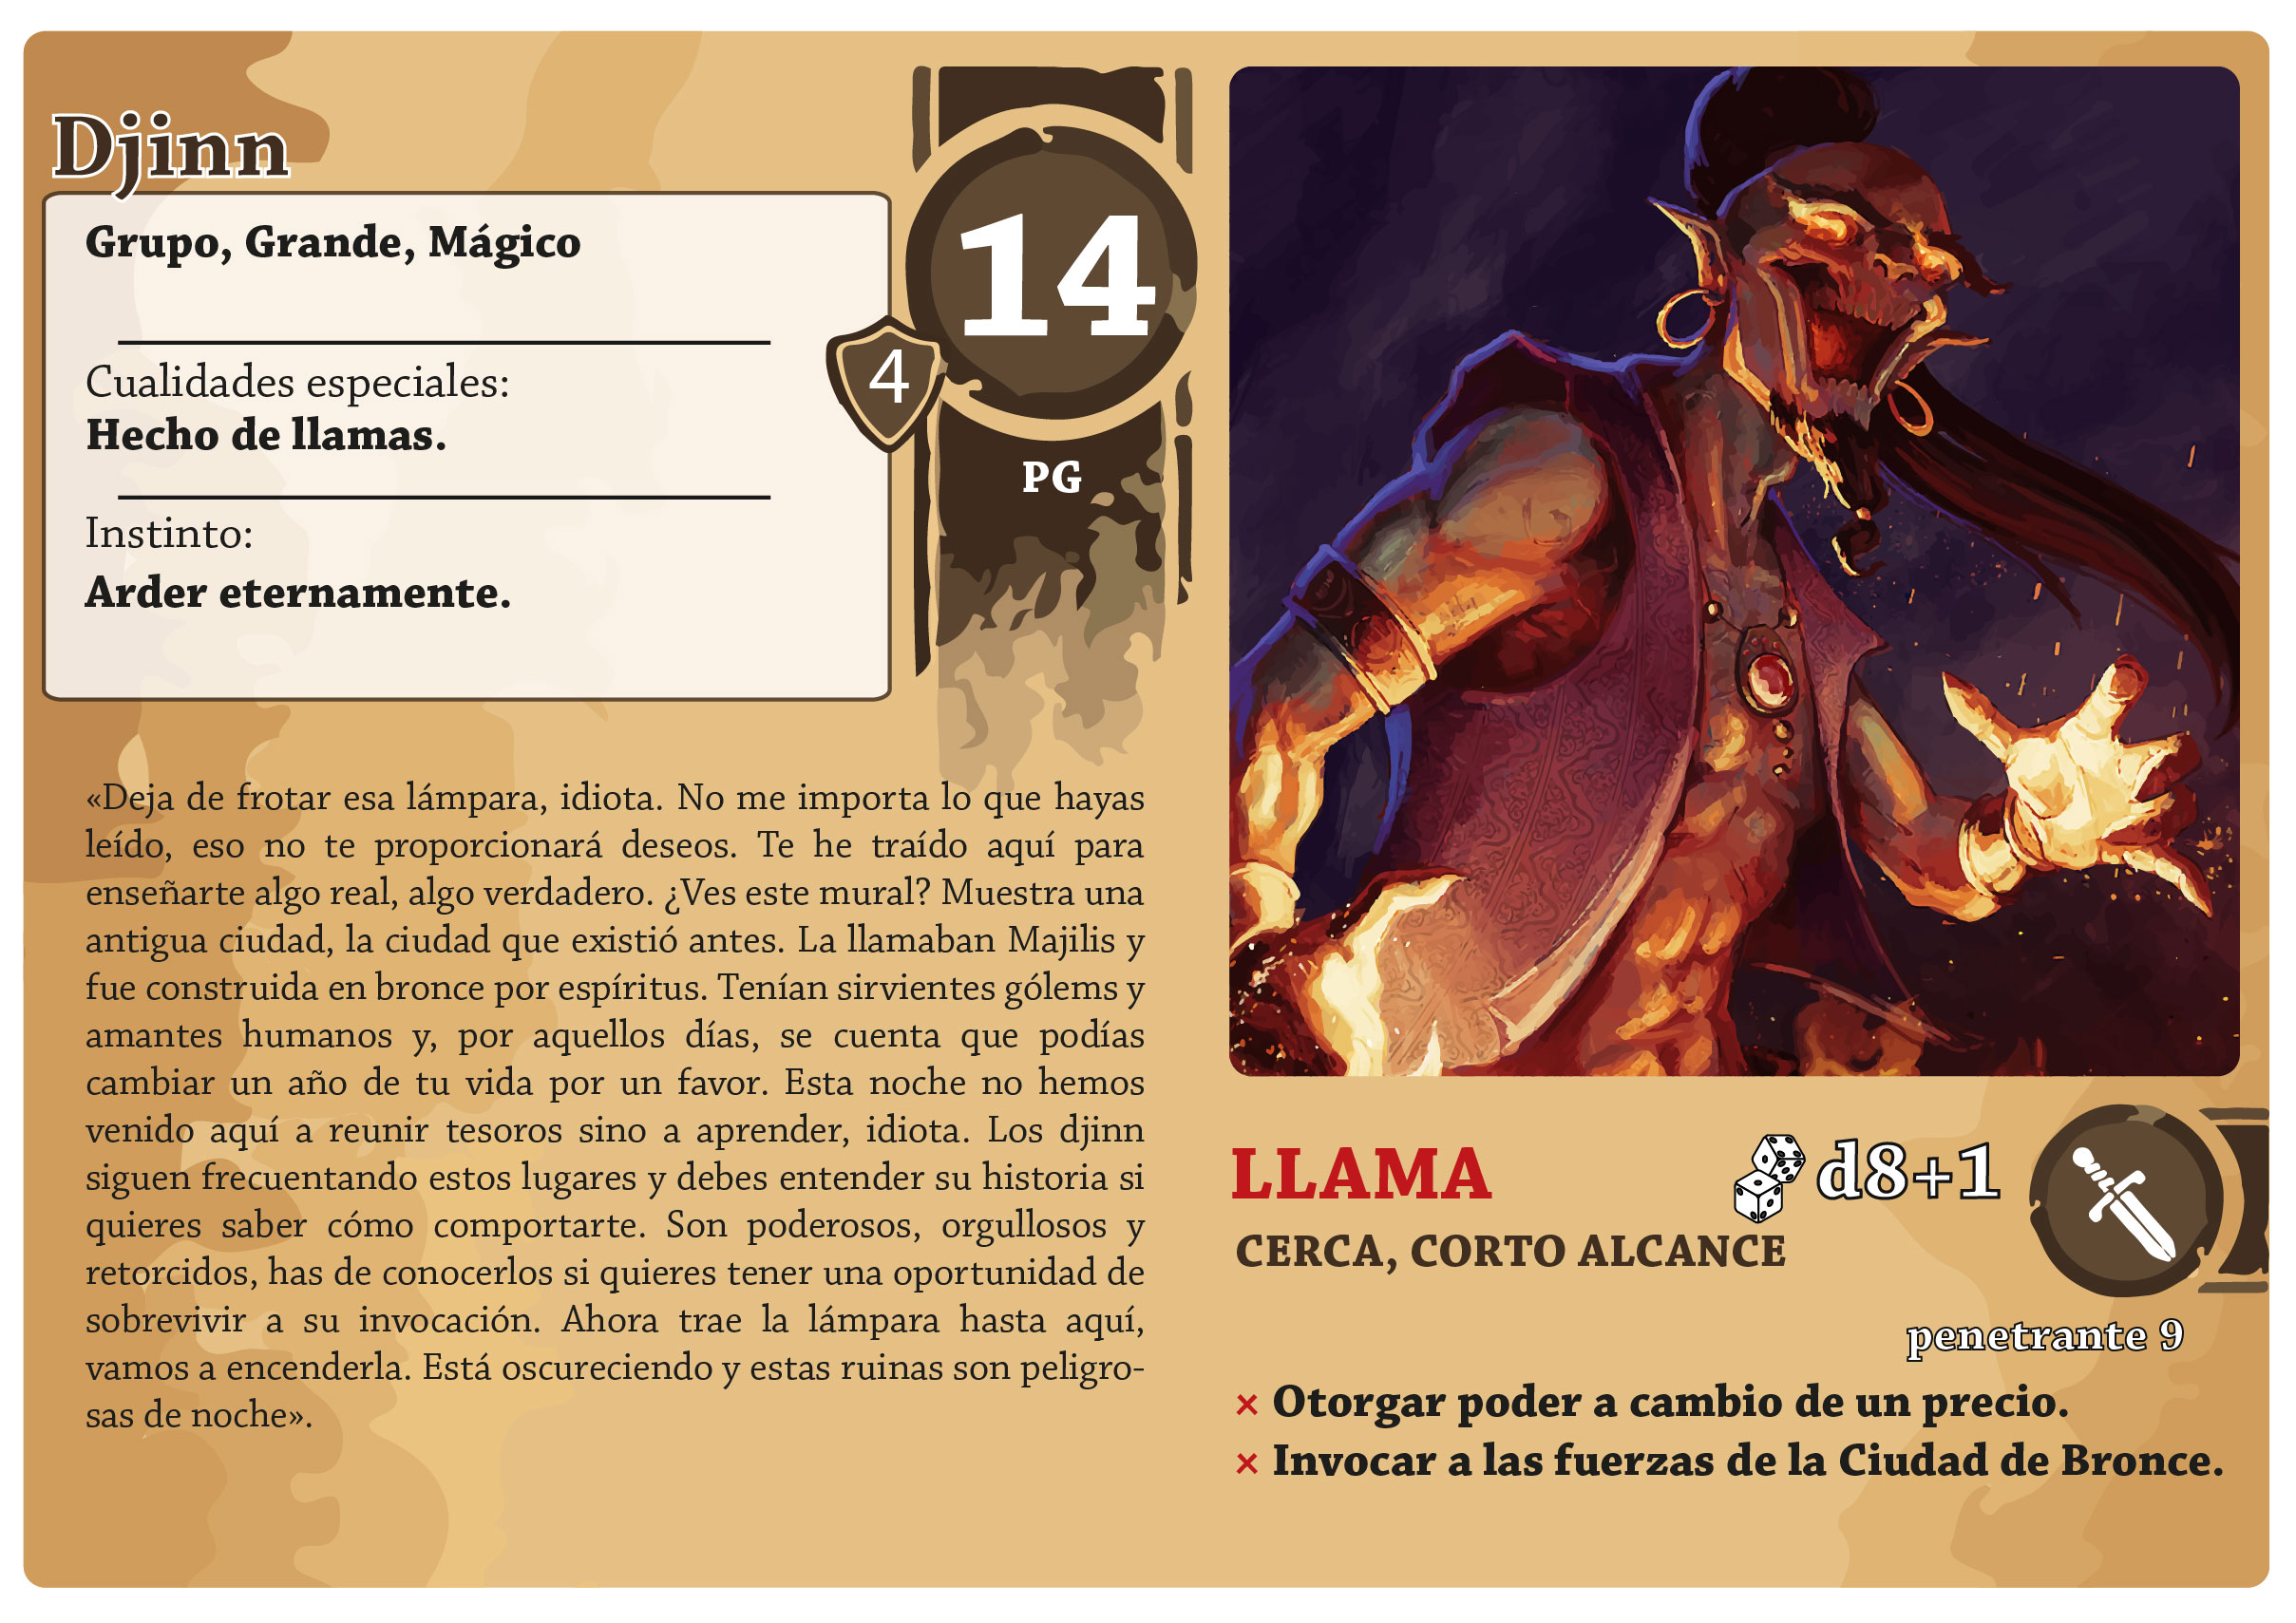 Djinn
Grupo, Grande, Mágico
Cualidades especiales:
Hecho de llamas.
Instinto:
Arder eternamente.
14
4
PG
«Deja de frotar esa lámpara, idiota. No me importa lo que hayas
leído, eso no te proporcionará deseos. Te he traído aquí para
enseñarte algo real, algo verdadero. ¿Ves este mural? Muestra una
antigua ciudad, la ciudad que existió antes. La llamaban Majilis y
fue construida en bronce por espíritus. Tenían sirvientes gólems y
amantes humanos y, por aquellos días, se cuenta que podías
cambiar un año de tu vida por un favor. Esta noche no hemos
venido aquí a reunir tesoros sino a aprender, idiota. Los djinn
siguen frecuentando estos lugares y debes entender su historia si
quieres saber cómo comportarte. Son poderosos, orgullosos y
retorcidos, has de conocerlos si quieres tener una oportunidad de
sobrevivir a su invocación. Ahora trae la lámpara hasta aquí,
vamos a encenderla. Está oscureciendo y estas ruinas son peligro-
sas de noche».
LLAMA
d8+1
CERCA, CORTO ALCANCE
penetrante 9
× Otorgar poder a cambio de un precio.
× Invocar a las fuerzas de la Ciudad de Bronce.